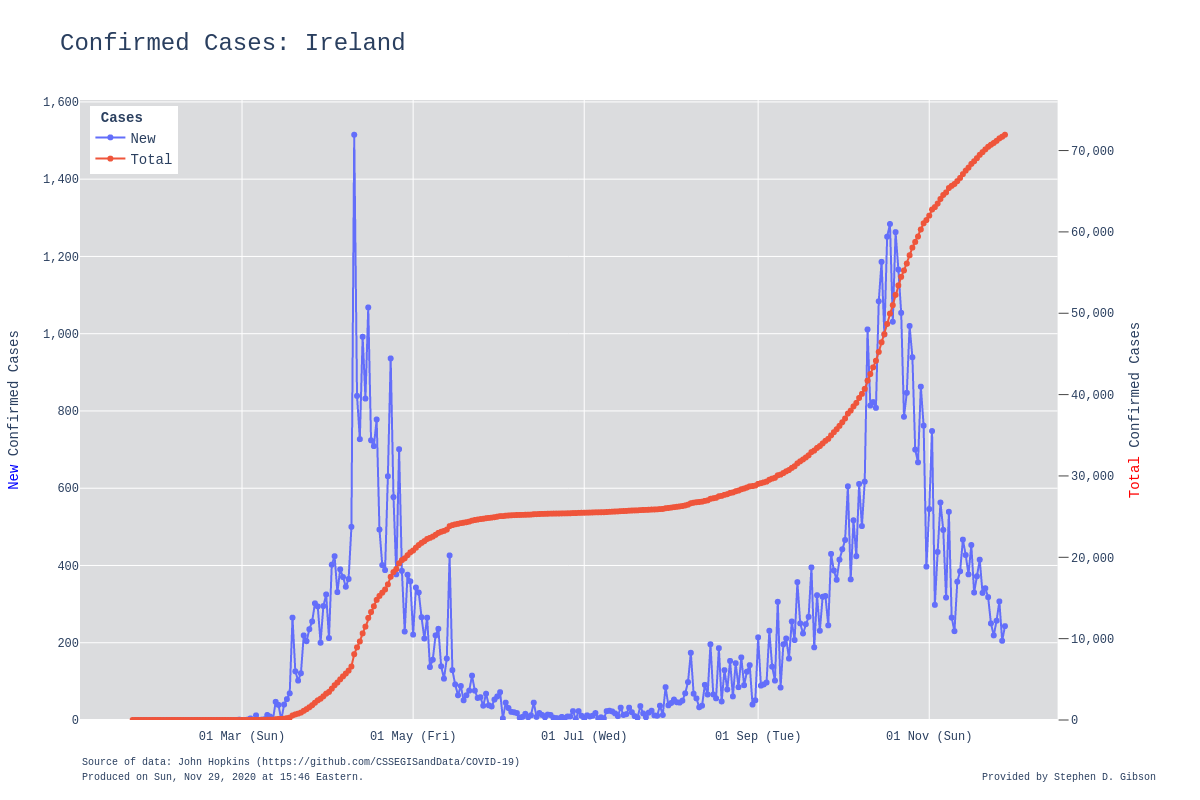 Confirmed Cases: Ireland
Cases
New
Total
1,600
1,400
1,200
1,000
800
600
400
200
0
70,000
60,000
50,000
40,000
30,000
20,000
10,000
0
New Confirmed Cases
Total Confirmed Cases
01 Mar (Sun) 01 May (Fri) 01 Jul (Wed) 01 Sep (Tue) 01 Nov (Sun)
Source of data: John Hopkins (https://github.com/CSSEGISandData/COVID-19)
Produced on Sun, Nov 29, 2020 at 15:46 Eastern.
Provided by Stephen D. Gibson